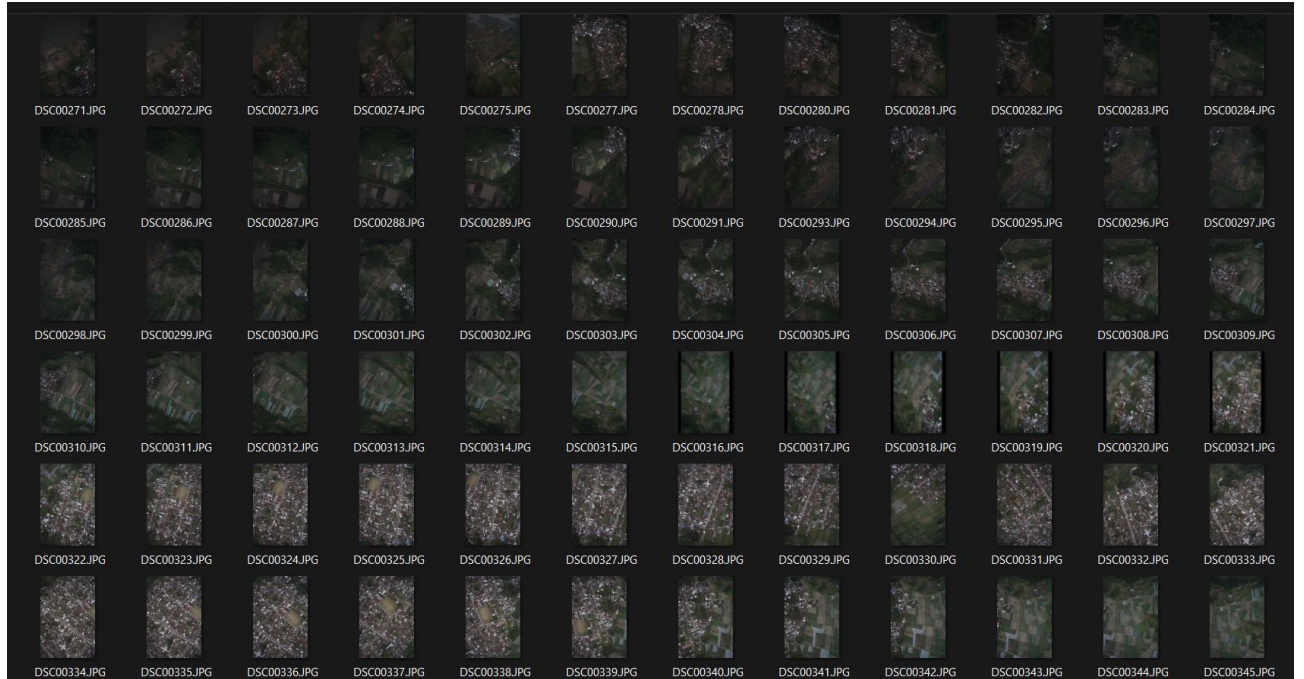 DSC00271.JPG DSC00272.JPG DSC00273.JPG DSC00274.JPG DSC00275.JPG DSC00277.JPG DSC00278.JPG DSC00280.JPG DSC00281.JPG DSC00282.JPG DSC00283.JPG DSC00284.JPG
DSC00285.JPG DSC00286.JPG DSC00287.JPG DSC00288.JPG DSC00289.JPG DSC00290.JPG DSC00291.JPG DSC00293.JPG DSC00294.JPG DSC00295.JPG DSC00296.JPG DSC00297.JPG
DSC00298.JPG DSC00299.JPG DSC00300.JPG DSC00301.JPG DSC00302.JPG DSC00303.JPG DSC00304.JPG DSC00305.JPG DSC00306.JPG DSC00307.JPG DSC00308.JPG DSC00309.JPG
DSC00310.JPG DSC00311.JPG DSC00312.JPG DSC00313.JPG DSC00314.JPG DSC00315.JPG DSC00316.JPG DSC00317.JPG DSC00318.JPG DSC00319.JPG DSC00320.JPG DSC00321.JPG
DSC00322.JPG DSC00323.JPG DSC00324.JPG DSC00325.JPG DSC00326.JPG DSC00327.JPG DSC00328.JPG DSC00329.JPG DSC00330.JPG DSC00331.JPG DSC00332.JPG DSC00333.JPG
DSC00334.JPG DSC00335.JPG DSC00336.JPG DSC00337.JPG DSC00338.JPG DSC00339.JPG DSC00340.JPG DSC00341.JPG DSC00342.JPG DSC00343.JPG DSC00344.JPG DSC00345.JPG